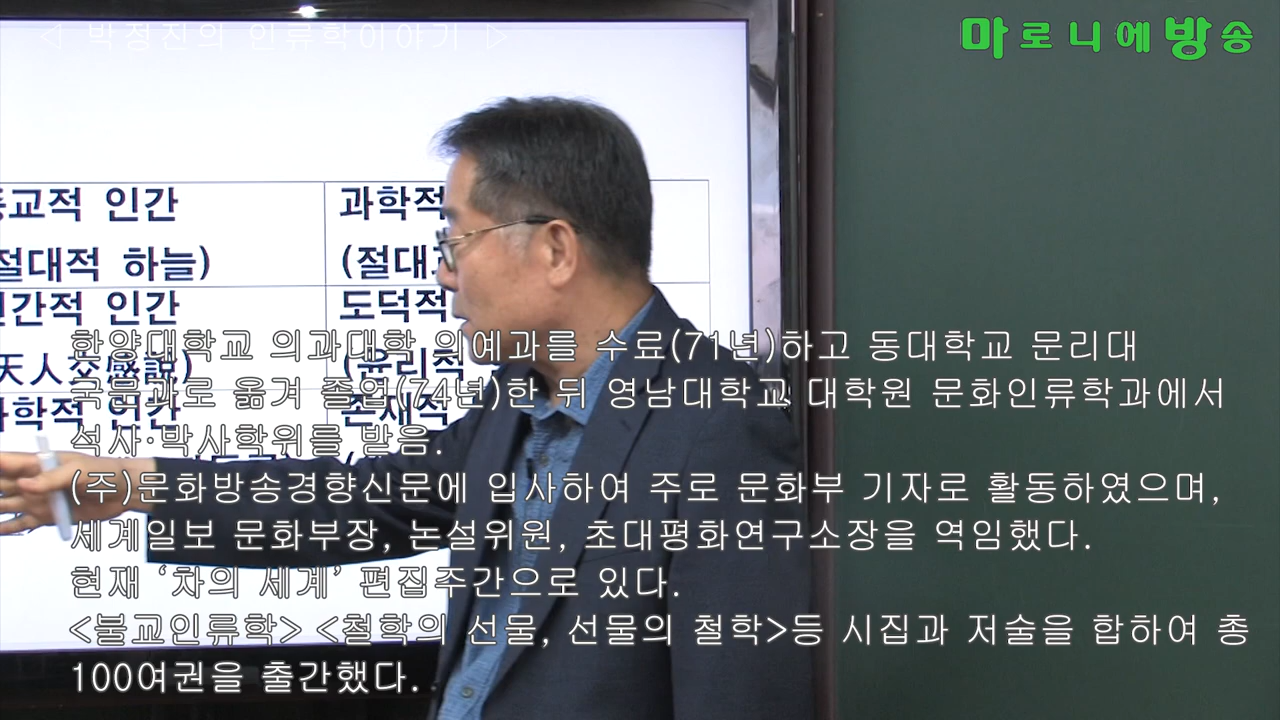 ◁ 박정진의 인류학이야기 ▷
마로니에방송
인간 과학적
하늘) (절대
인간 도덕적
天人交感說) (윤리적
인간 존재적
한양대학교 의과대학 의예과를 수료(71년)하고 동대학교 문리대
국문과로 옮겨 졸업(74년)한 뒤 영남대학교 대학원 문화인류학과에서
석사·박사학위를 받음.
(주)문화방송경향신문에 입사하여 주로 문화부 기자로 활동하였으며,
세계일보 문화부장, 논설위원, 초대평화연구소장을 역임했다.
현재 ‘차의 세계’ 편집주간으로 있다.
<불교인류학> <철학의 선물, 선물의 철학>등 시집과 저술을 합하여 총
100여권을 출간했다.